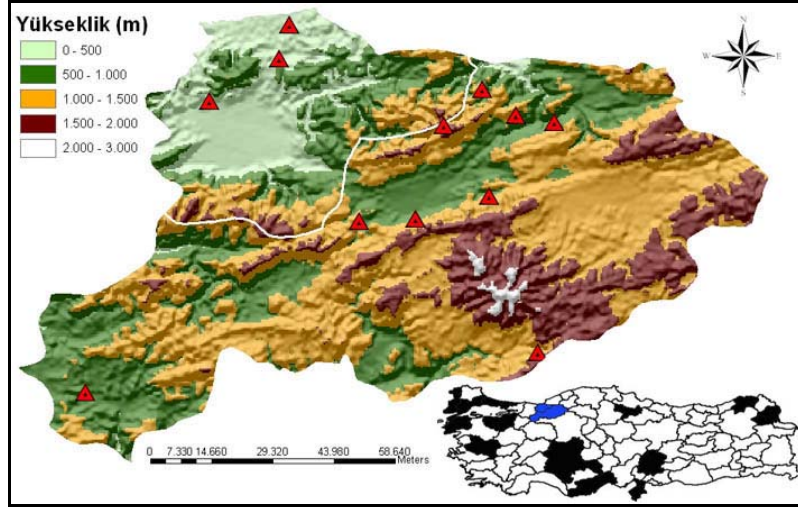 Yükseklik (m)
0 - 500
500 - 1.000
1.000 - 1.500
1.500 - 2.000
2.000 - 3.000
N
W E
S
0 7.330 14.660 29.320 43.980 58.640
Meters